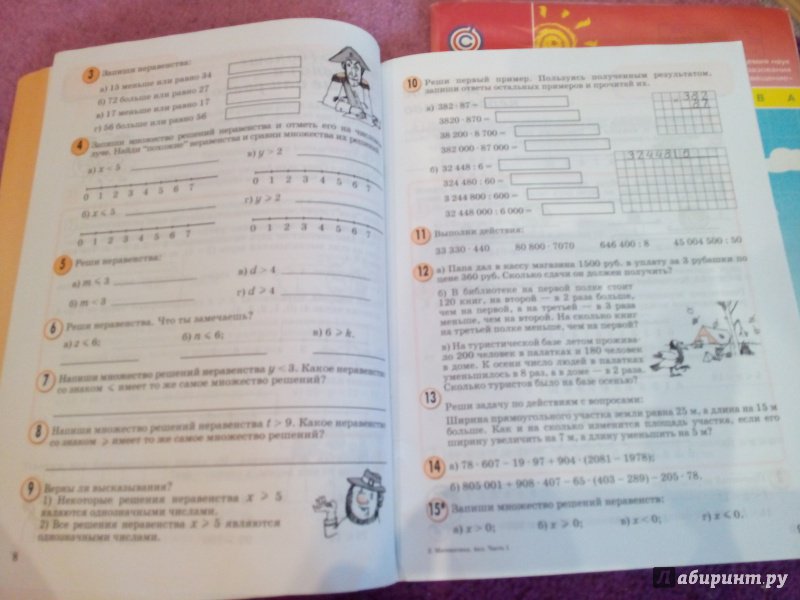 3 Запиши неравенства:
а) 15 меньше или равно 34
б) 72 больше или равно 27
в) 17 меньше или равно 17
г) 56 больше или равно 56
4 Запиши множество решений неравенства и отметь его на числовом
луче. Найди "похожие" неравенства и сравни множества их решений.
а) x < 5
в) y > 2
0 1 2 3 4 5 6 7
0 1 2 3 4 5 6 7
б) x ⩽ 5
г) y ⩾ 2
0 1 2 3 4 5 6 7
0 1 2 3 4 5 6 7
5 Реши неравенства:
а) m ⩽ 3
в) d > 4
б) m < 3
г) d ⩾ 4
6 Реши неравенства. Что ты замечаешь?
а) z ⩽ 6; б) n ⩽ 6; в) 6 ⩾ k.
7 Напиши множество решений неравенства y < 3. Какое неравенство
со знаком ⩽ имеет то же самое множество решений?
8 Напиши множество решений неравенства t > 9. Какое неравенство
со знаком ⩾ имеет то же самое множество решений?
9 Верны ли высказывания?
1) Некоторые решения неравенства x ⩾ 5
являются однозначными числами.
2) Все решения неравенства x ⩾ 5 являются
однозначными числами.
8
10 Реши первый пример. Пользуясь полученным результатом,
запиши ответы остальных примеров и прочитай их.
а) 382 · 87 =
3820 · 870 =
38 200 · 8 700 =
382 000 · 87 000 =
382
87
б) 32 448 : 6 =
324 480 : 60 =
3 244 800 : 600 =
32 448 000 : 6 000 =
32448
11 Выполни действия:
33 330 · 440 80 800 · 7070 646 400 : 8 45 004 500 : 50
12 а) Папа дал в кассу магазина 1500 руб. в уплату за 3 рубашки по
цене 360 руб. Сколько сдачи он должен получить?
б) В библиотеке на первой полке стоит
120 книг, на второй — в 2 раза больше,
чем на первой, а на третьей — в 3 раза
меньше, чем на второй. На сколько книг
на третьей полке меньше, чем на первой?
в) На туристической базе летом прожива-
ло 200 человек в палатках и 180 человек
в доме. К осени число людей в палатках
уменьшилось в 8 раз, а в доме — в 2 раза.
Сколько туристов было на базе осенью?
13
Реши задачу по действиям с вопросами:
Ширина прямоугольного участка земли равна 25 м, а длина на 15 м
больше. Как и на сколько изменится площадь участка, если его
ширину увеличить на 7 м, а длину уменьшить на 5 м?
14 а) 78 · 607 − 19 · 97 + 904 · (2081 − 1978);
б) 805 001 + 908 · 407 − 65 · (403 − 289) − 205 · 78.
15* Запиши множество решений неравенств:
а) x > 0; б) x ⩾ 0; в) x < 0; г) x ⩽ 0.
Лабиринт.ру